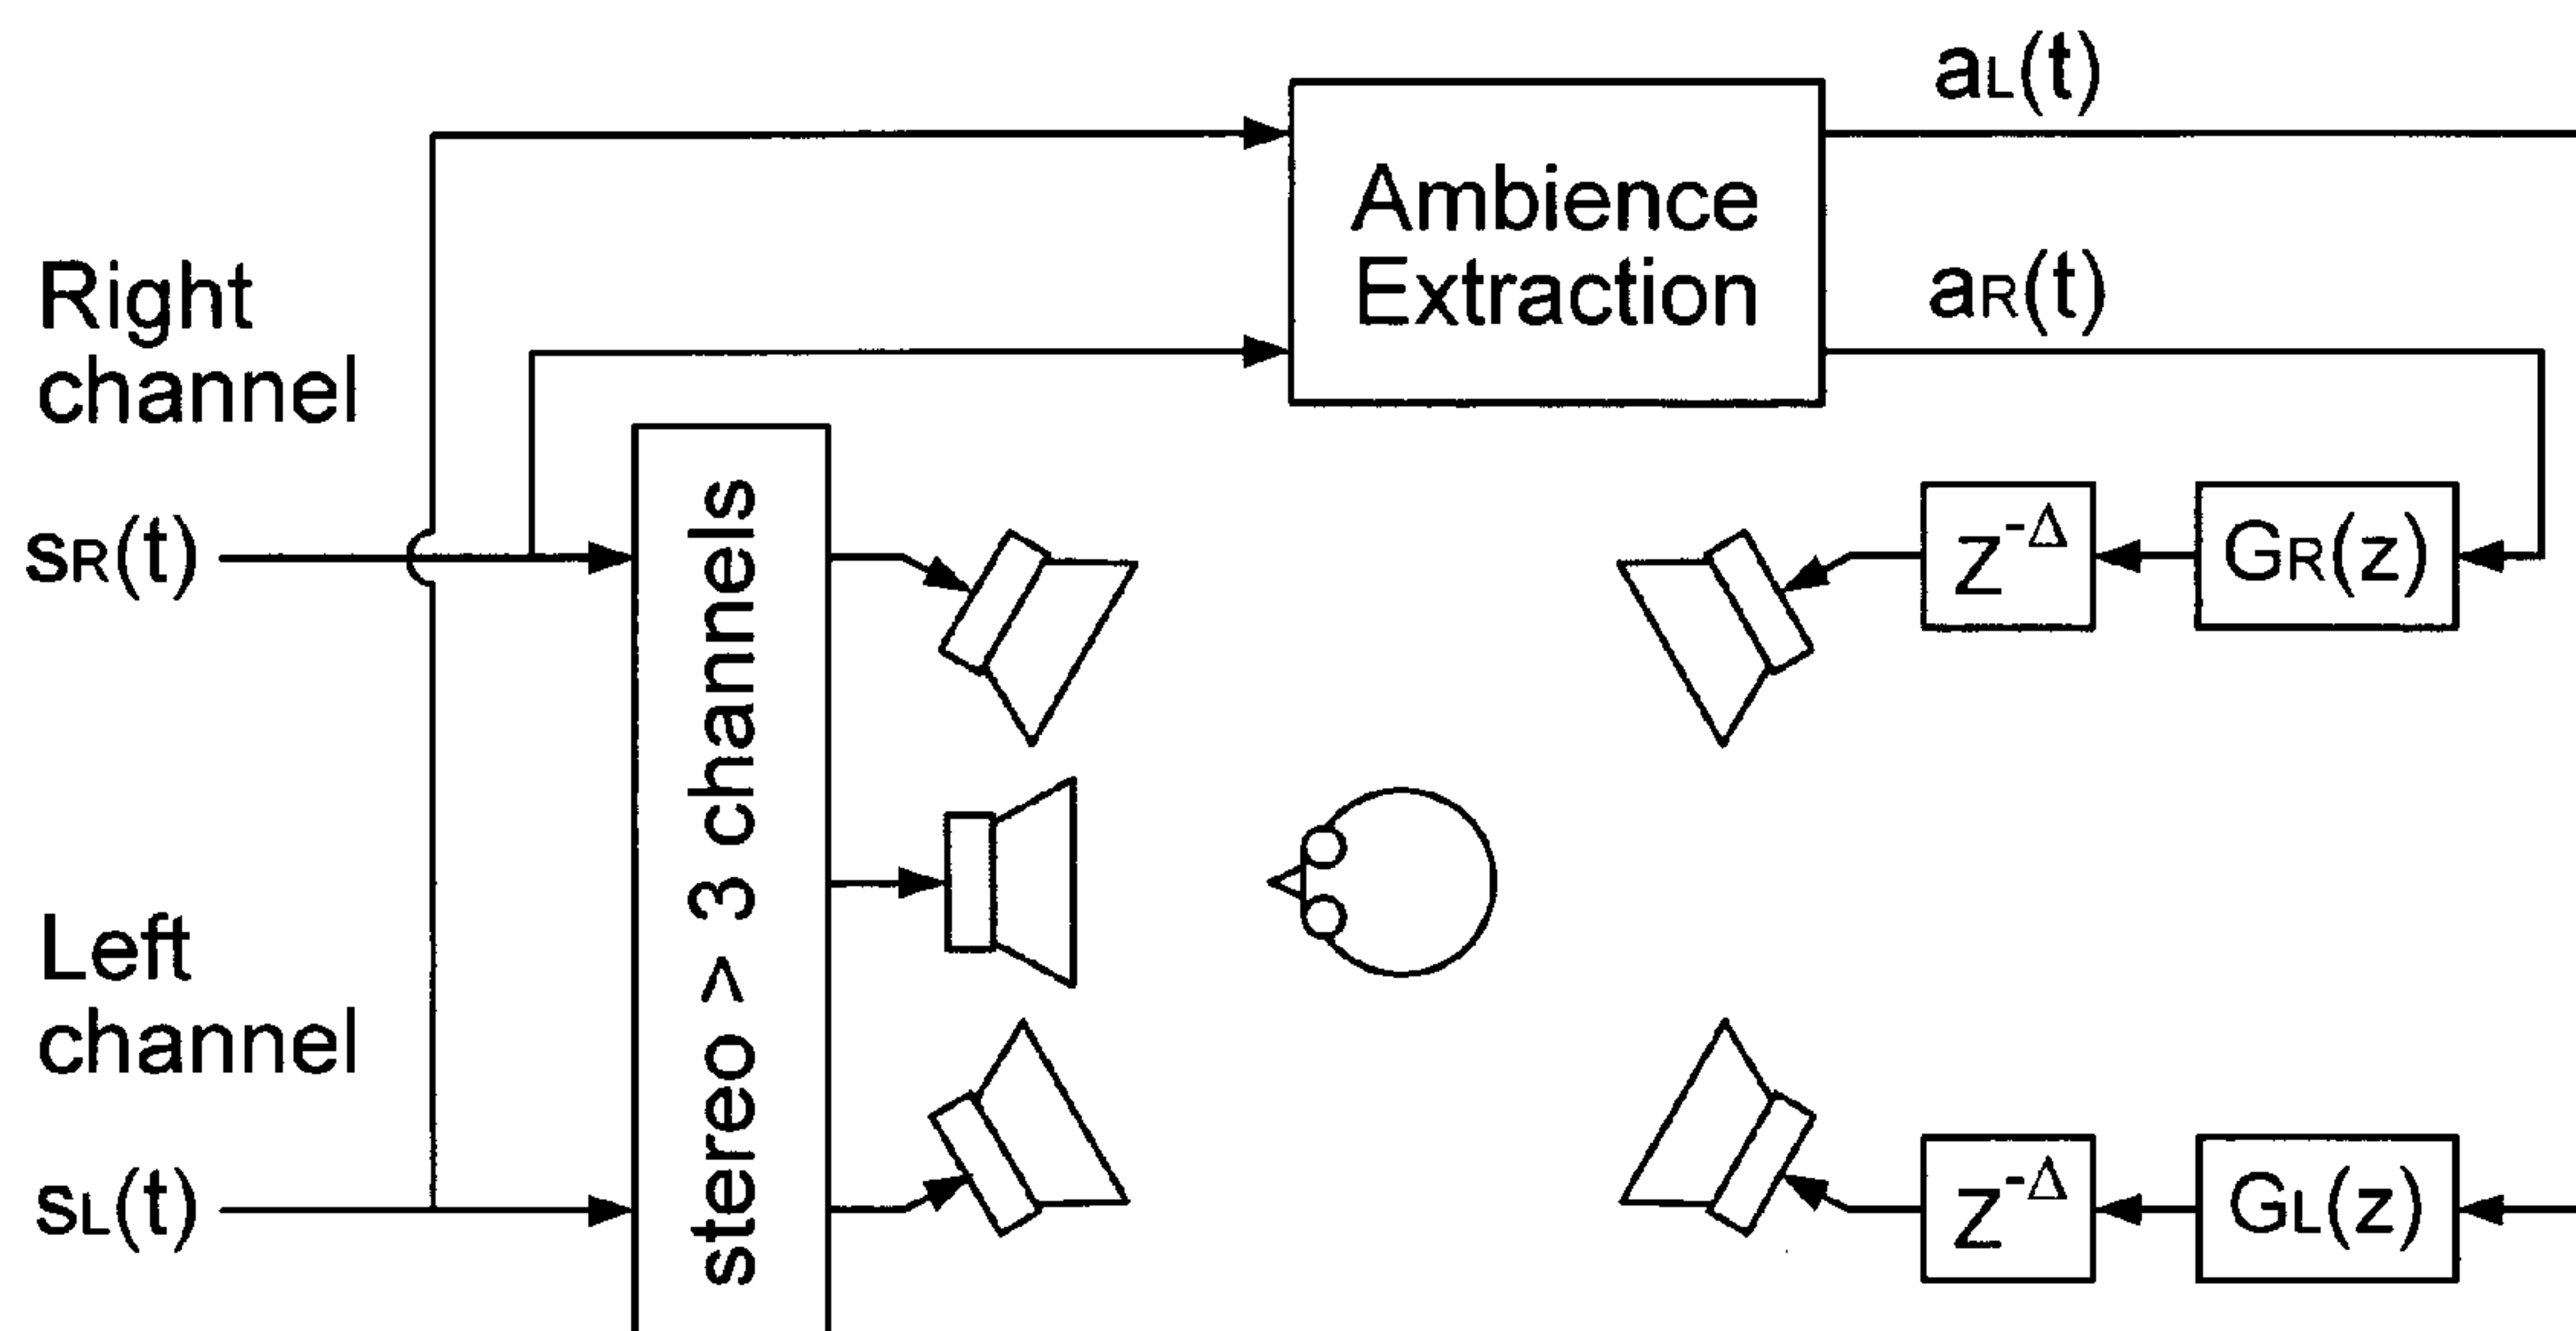 aL(t)
Ambience
Extraction
aR(t)
Right
channel
sR(t)
stereo > 3 channels
Z-Δ
GR(z)
Left
channel
sL(t)
Z-Δ
GL(z)